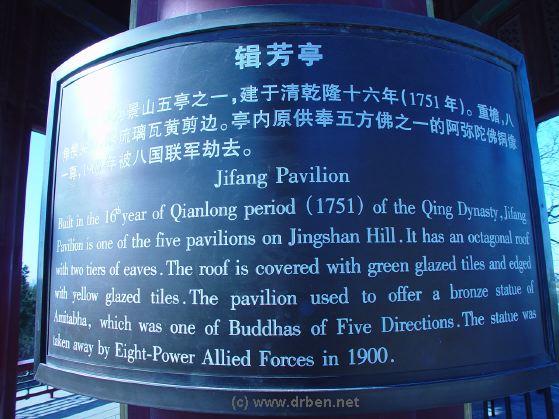 辑芳亭
景山五亭之一，建于清乾隆十六年(1751年)。重檐，八
琉璃瓦黄剪边。亭内原供奉五方佛之一的阿弥陀佛铜像
一尊，年被八国联军劫去。
Jifang Pavilion
Built in the 16th year of Qianlong period (1751) of the Qing Dynasty, Jifang
Pavilion is one of the five pavilions on Jingshan Hill. It has an octagonal roof
with two tiers of eaves. The roof is covered with green glazed tiles and edged
with yellow glazed tiles. The pavilion used to offer a bronze statue of
Amitabha, which was one of Buddhas of Five Directions. The statue was
taken away by Eight-Power Allied Forces in 1900.
(c) www.drben.net